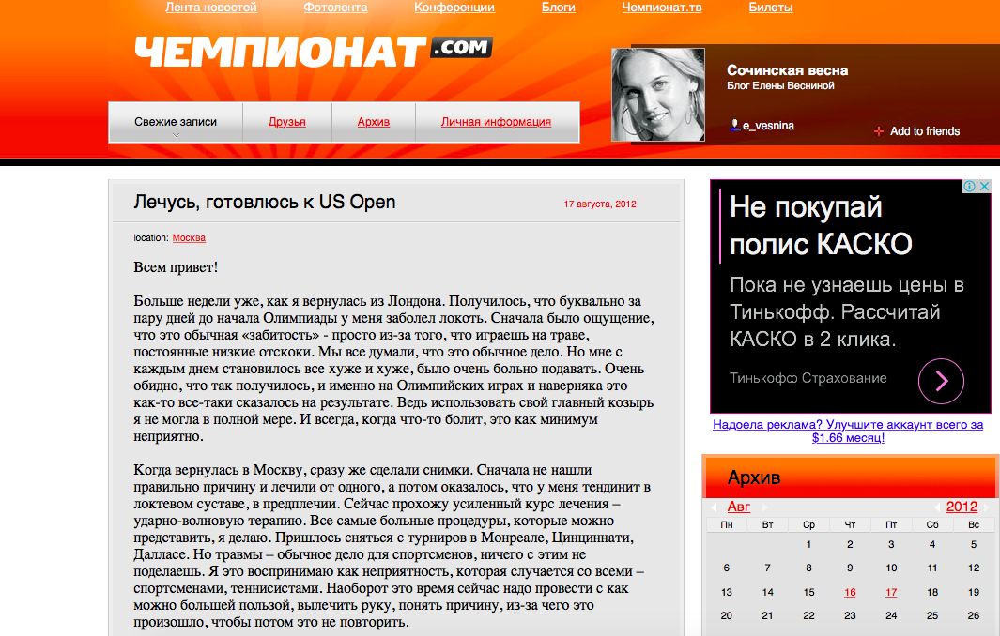 Лента новостей Фотолента Конференции Блоги Чемпионат.тв Билеты
ЧЕМПИОНАТ.COM
Сочинская весна
Блог Елены Весниной
e_vesnina
Add to friends
Свежие записи Друзья Архив Личная информация
Лечусь, готовлюсь к US Open
17 августа, 2012
location: Москва
Всем привет!
Больше недели уже, как я вернулась из Лондона. Получилось, что буквально за
пару дней до начала Олимпиады у меня заболел локоть. Сначала было ощущение,
что это обычная «забитость» - просто из-за того, что играешь на траве,
постоянные низкие отскоки. Мы все думали, что это обычное дело. Но мне с
каждым днем становилось все хуже и хуже, было очень больно подавать. Очень
обидно, что так получилось, и именно на Олимпийских играх и наверняка это
как-то все-таки сказалось на результате. Ведь использовать свой главный козырь
я не могла в полной мере. И всегда, когда что-то болит, это как минимум
неприятно.
Когда вернулась в Москву, сразу же сделали снимки. Сначала не нашли
правильно причину и лечили от одного, а потом оказалось, что у меня тендинит в
локтевом суставе, в предплечии. Сейчас прохожу усиленный курс лечения –
ударно-волновую терапию. Все самые больные процедуры, которые можно
представить, я делаю. Пришлось сняться с турниров в Монреале, Цинциннати,
Далласе. Но травмы – обычное дело для спортсменов, ничего с этим не
поделаешь. Я это воспринимаю как неприятность, которая случается со всеми –
спортсменами, теннисистами. Наоборот это время сейчас надо провести с как
можно большей пользой, вылечить руку, понять причину, из-за чего это
произошло, чтобы потом это не повторить.
Не покупай
полис КАСКО
Пока не узнаешь цены в
Тинькофф. Рассчитай
КАСКО в 2 клика.
Тинькофф Страхование
Надоела реклама? Улучшите аккаунт всего за
$1.66 месяц!
Архив
Авг 2012
Пн Вт Ср Чт Пт Сб Вс
1 2 3 4 5
6 7 8 9 10 11 12
13 14 15 16 17 18 19
20 21 22 23 24 25 26